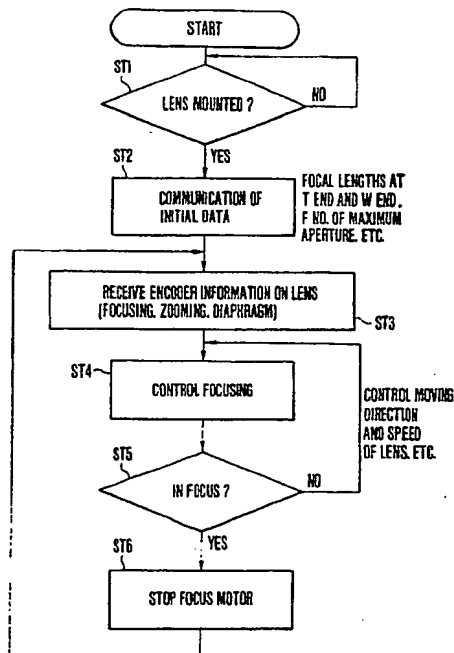 START
ST1
LENS MOUNTED ?
NO
YES
ST2
COMMUNICATION OF
INITIAL DATA
FOCAL LENGTHS AT
T END AND W END,
F NO. OF MAXIMUM
APERTURE, ETC.
RECEIVE ENCODER INFORMATION ON LENS
(FOCUSING, ZOOMING, DIAPHRAGM)
ST3
ST4
CONTROL FOCUSING
CONTROL MOVING
DIRECTION
AND SPEED
OF LENS, ETC.
ST5
IN FOCUS ?
NO
YES
ST6
STOP FOCUS MOTOR